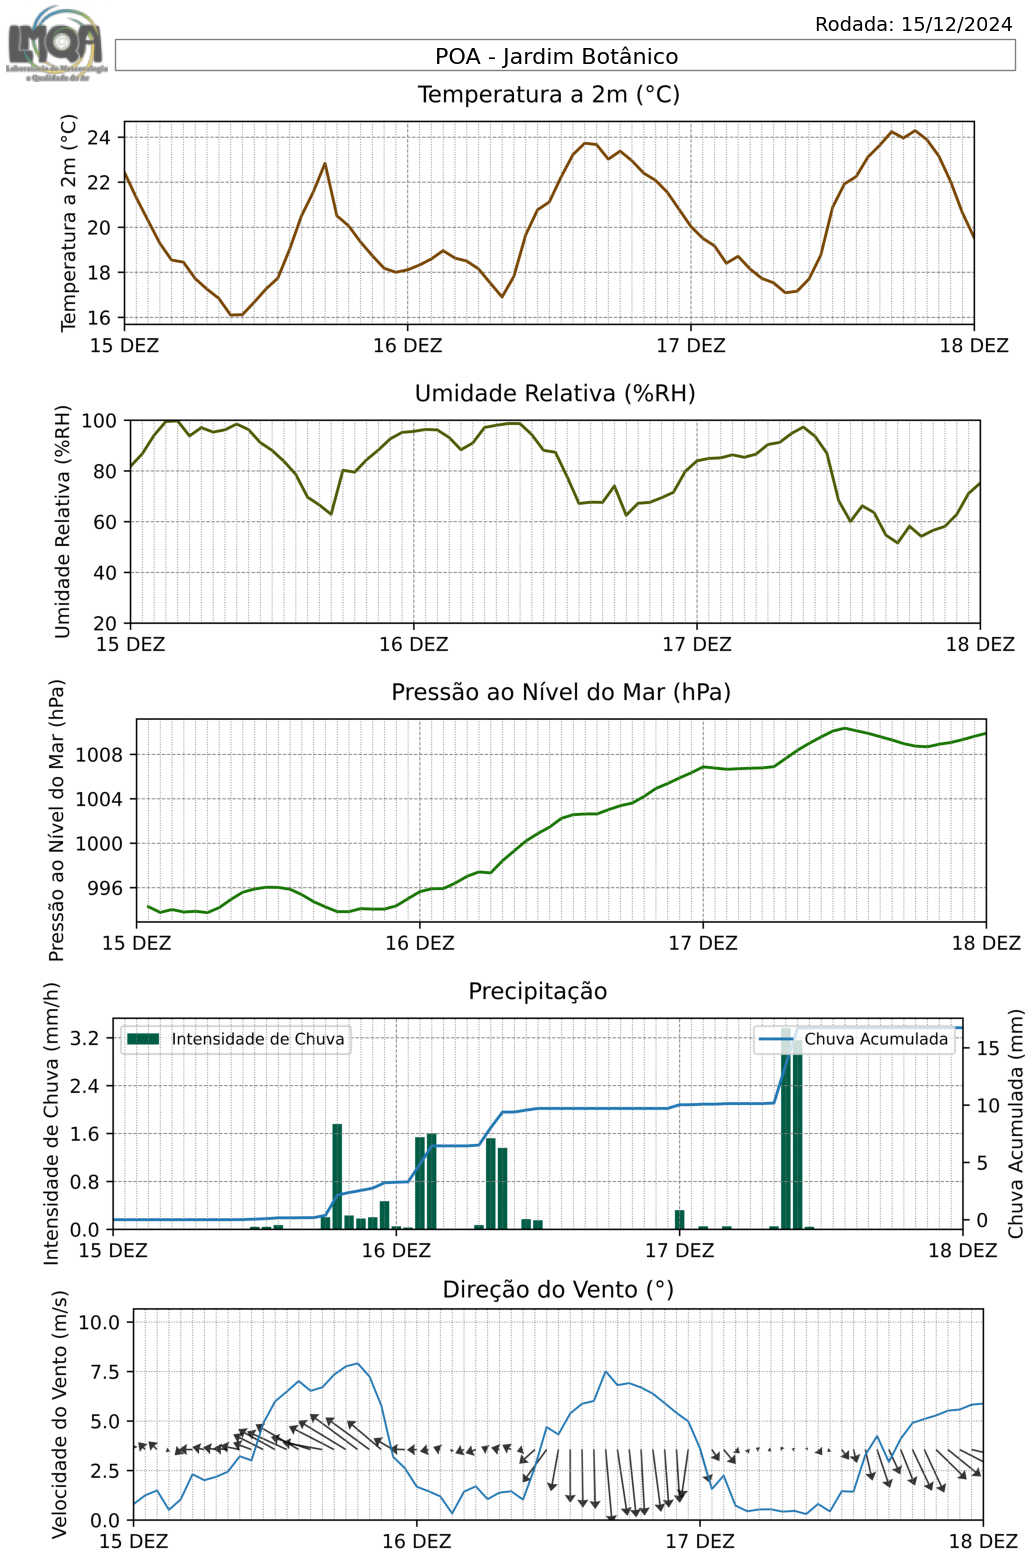 LMQA
Laboratório de Meteorologia
e Qualidade do Ar
Rodada: 15/12/2024
POA - Jardim Botânico
Temperatura a 2m (°C)
Temperatura a 2m (°C)
24
22
20
18
16
15 DEZ 16 DEZ 17 DEZ 18 DEZ
Umidade Relativa (%RH)
Umidade Relativa (%RH)
100
80
60
40
20
15 DEZ 16 DEZ 17 DEZ 18 DEZ
Pressão ao Nível do Mar (hPa)
Pressão ao Nível do Mar (hPa)
1008
1004
1000
996
15 DEZ 16 DEZ 17 DEZ 18 DEZ
Precipitação
Intensidade de Chuva (mm/h)
3.2
2.4
1.6
0.8
0.0
Intensidade de Chuva
Chuva Acumulada
15
10
5
0
Chuva Acumulada (mm)
15 DEZ 16 DEZ 17 DEZ 18 DEZ
Direção do Vento (°)
Velocidade do Vento (m/s)
10.0
7.5
5.0
2.5
0.0
15 DEZ 16 DEZ 17 DEZ 18 DEZ